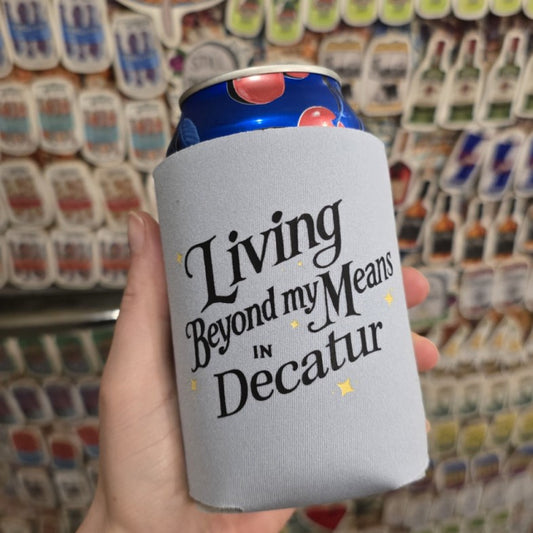 Living
Beyond my Means
IN
Decatur